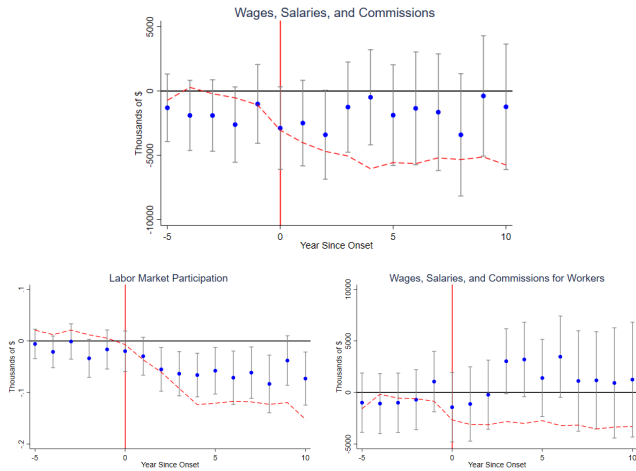 Wages, Salaries, and Commissions
Thousands of $
5000
0
-5000
-10000
-5
0
5
10
Year Since Onset
Labor Market Participation
Thousands of $
.1
0
-.1
-.2
-5
0
5
10
Year Since Onset
Wages, Salaries, and Commissions for Workers
Thousands of $
10000
5000
0
-5000
-5
0
5
10
Year Since Onset